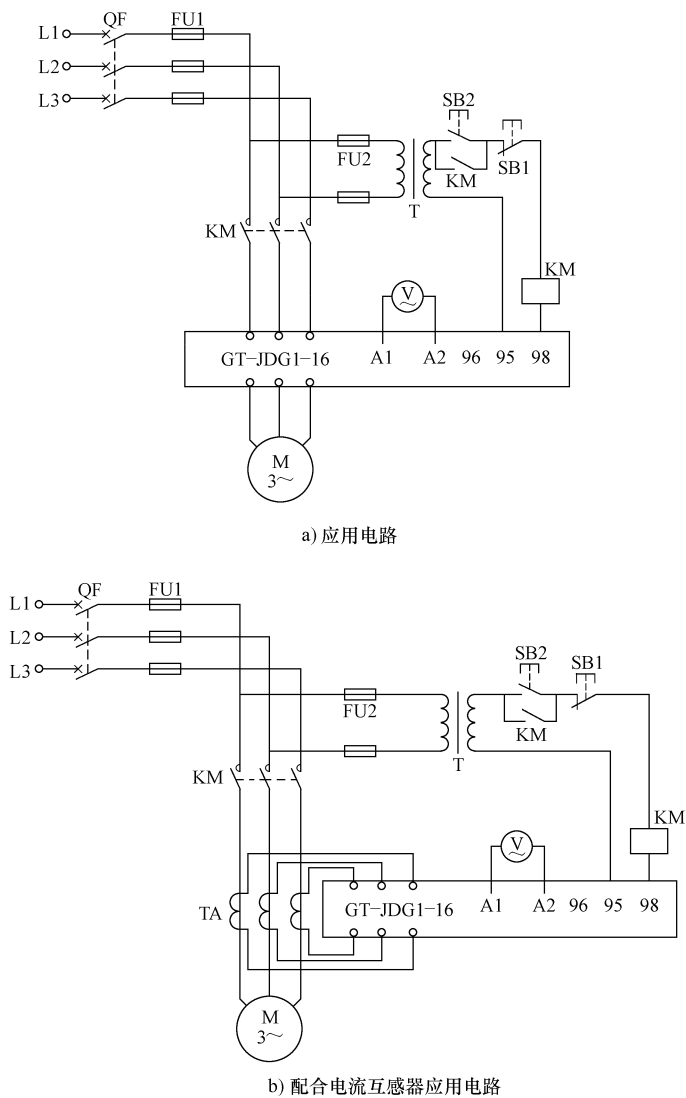 QF FU1
L1
L2
L3
SB2
FU2
KM
SB1
T
KM
KM
V
～
GT-JDG1-16 A1 A2 96 95 98
M
3～
a) 应用电路
QF FU1
L1
L2
L3
SB2 SB1
FU2
KM
T
KM
KM
V
～
TA
GT-JDG1-16 A1 A2 96 95 98
M
3～
b) 配合电流互感器应用电路